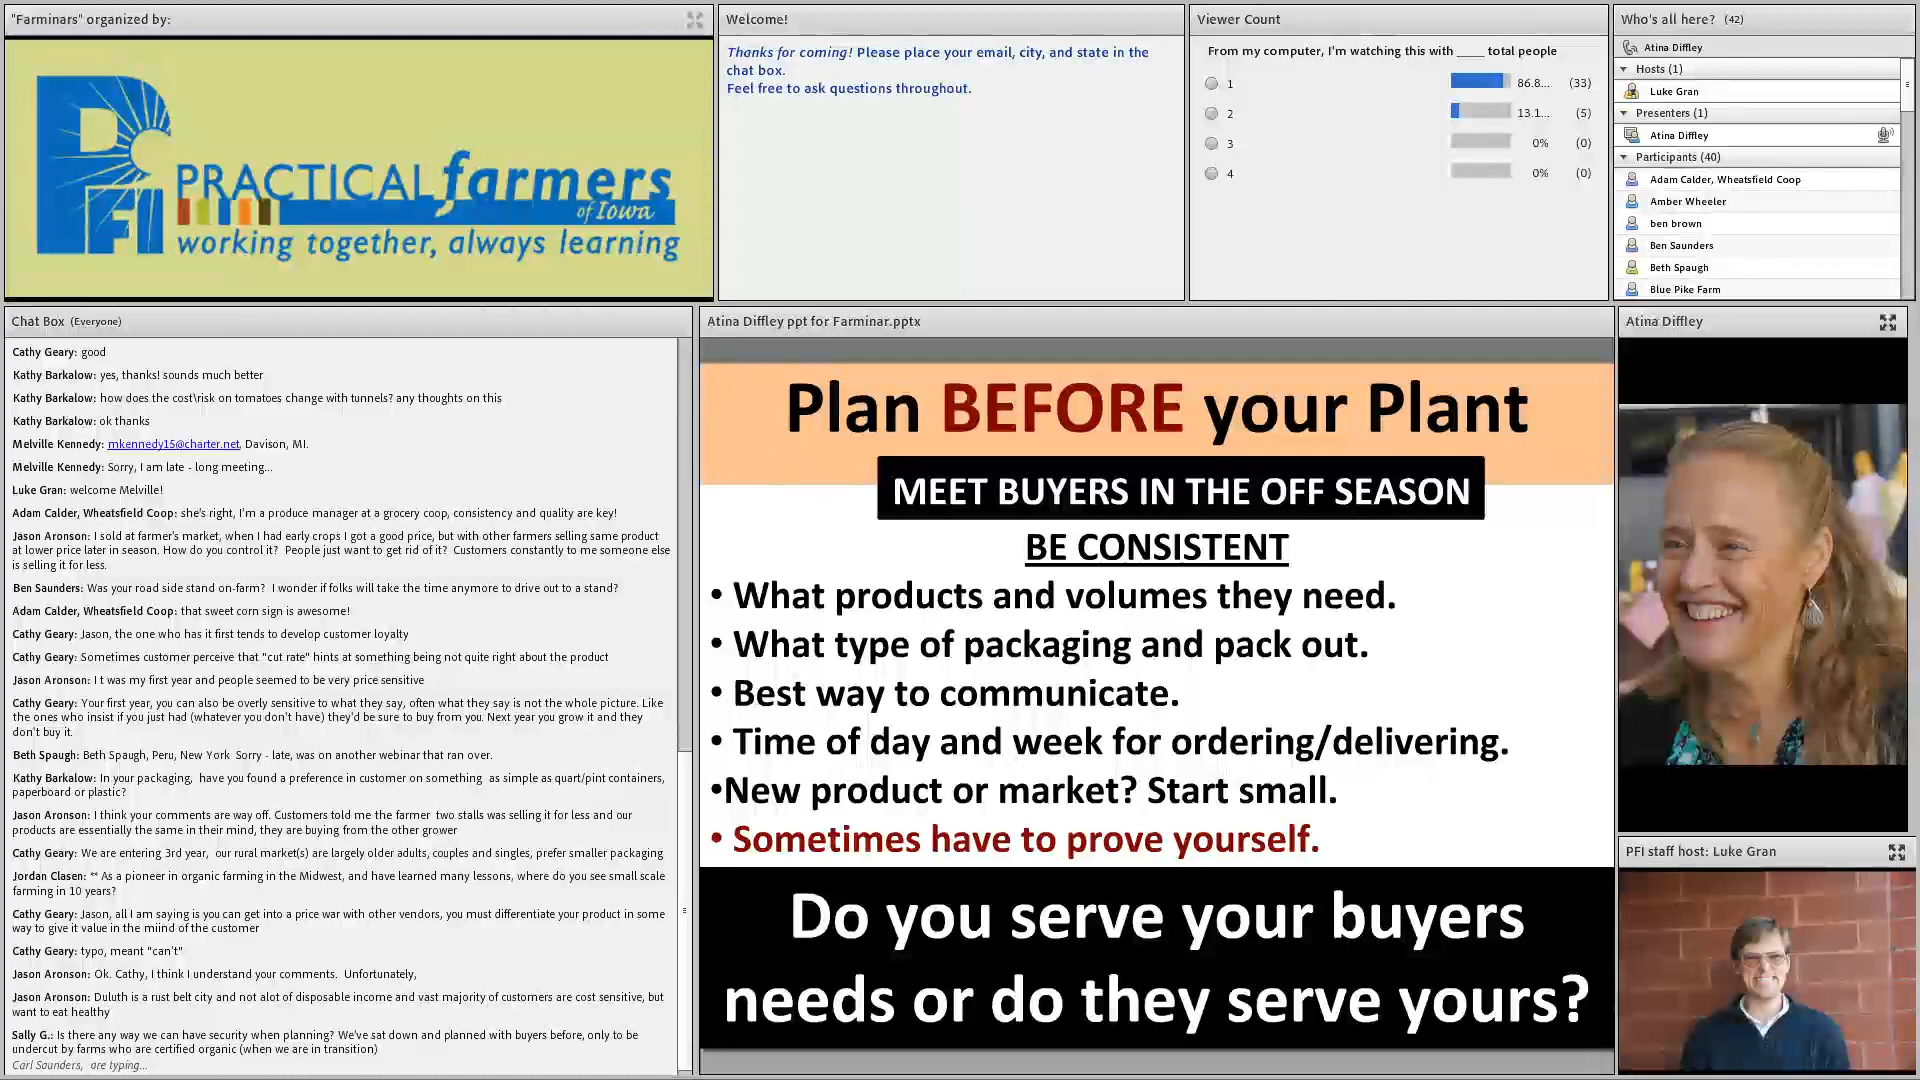 "Farminars" organized by:
PFI
PRACTICAL farmers
of Iowa
working together, always learning
Welcome!
Thanks for coming! Please place your email, city, and state in the
chat box.
Feel free to ask questions throughout.
Viewer Count
From my computer, I'm watching this with ____ total people
1 86.8... (33)
2 13.1... (5)
3 0% (0)
4 0% (0)
Who's all here? (42)
Atina Diffley
Hosts (1)
Luke Gran
Presenters (1)
Atina Diffley
Participants (40)
Adam Calder, Wheatsfield Coop
Amber Wheeler
ben brown
Ben Saunders
Beth Spaugh
Blue Pike Farm
Chat Box (Everyone)
Cathy Geary: good
Kathy Barkalow: yes, thanks! sounds much better
Kathy Barkalow: how does the cost\risk on tomatoes change with tunnels? any thoughts on this
Kathy Barkalow: ok thanks
Melville Kennedy: mkennedy15@charter.net, Davison, MI.
Melville Kennedy: Sorry, I am late - long meeting...
Luke Gran: welcome Melville!
Adam Calder, Wheatsfield Coop: she's right, I'm a produce manager at a grocery coop, consistency and quality are key!
Jason Aronson: I sold at farmer's market, when I had early crops I got a good price, but with other farmers selling same product
at lower price later in season. How do you control it? People just want to get rid of it? Customers constantly to me someone else
is selling it for less.
Ben Saunders: Was your road side stand on-farm? I wonder if folks will take the time anymore to drive out to a stand?
Adam Calder, Wheatsfield Coop: that sweet corn sign is awesome!
Cathy Geary: Jason, the one who has it first tends to develop customer loyalty
Cathy Geary: Sometimes customer perceive that "cut rate" hints at something being not quite right about the product
Jason Aronson: I t was my first year and people seemed to be very price sensitive
Cathy Geary: Your first year, you can also be overly sensitive to what they say, often what they say is not the whole picture. Like
the ones who insist if you just had (whatever you don't have) they'd be sure to buy from you. Next year you grow it and they
don't buy it.
Beth Spaugh: Beth Spaugh, Peru, New York Sorry - late, was on another webinar that ran over.
Kathy Barkalow: In your packaging, have you found a preference in customer on something as simple as quart/pint containers,
paperboard or plastic?
Jason Aronson: I think your comments are way off. Customers told me the farmer two stalls was selling it for less and our
products are essentially the same in their mind, they are buying from the other grower
Cathy Geary: We are entering 3rd year, our rural market(s) are largely older adults, couples and singles, prefer smaller packaging
Jordan Clasen: ** As a pioneer in organic farming in the Midwest, and have learned many lessons, where do you see small scale
farming in 10 years?
Cathy Geary: Jason, all I am saying is you can get into a price war with other vendors, you must differentiate your product in some
way to give it value in the miind of the customer
Cathy Geary: typo, meant "can't"
Jason Aronson: Ok. Cathy, I think I understand your comments. Unfortunately,
Jason Aronson: Duluth is a rust belt city and not alot of disposable income and vast majority of customers are cost sensitive, but
want to eat healthy
Sally G.: Is there any way we can have security when planning? We've sat down and planned with buyers before, only to be
undercut by farms who are certified organic (when we are in transition)
Carl Saunders, are typing...
Atina Diffley ppt for Farminar.pptx
Plan BEFORE your Plant
MEET BUYERS IN THE OFF SEASON
BE CONSISTENT
• What products and volumes they need.
• What type of packaging and pack out.
• Best way to communicate.
• Time of day and week for ordering/delivering.
•New product or market? Start small.
• Sometimes have to prove yourself.
Do you serve your buyers
needs or do they serve yours?
Atina Diffley
PFI staff host: Luke Gran